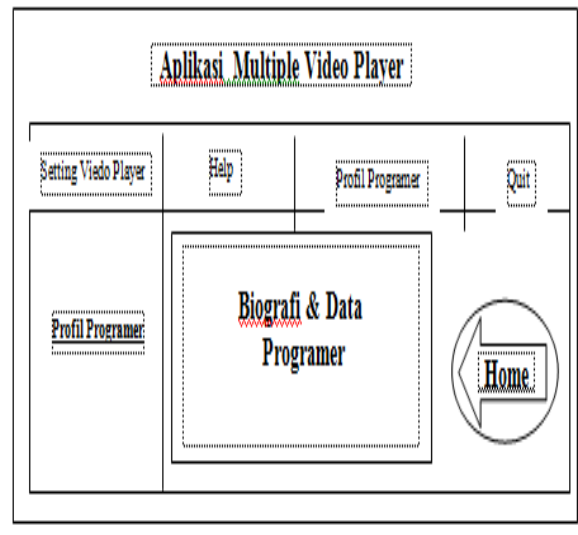 Aplikasi Multiple Video Player
Setting Viedo Player
Help
Profil Programer
Quit
Profil Programer
Biografi & Data
Programer
Home